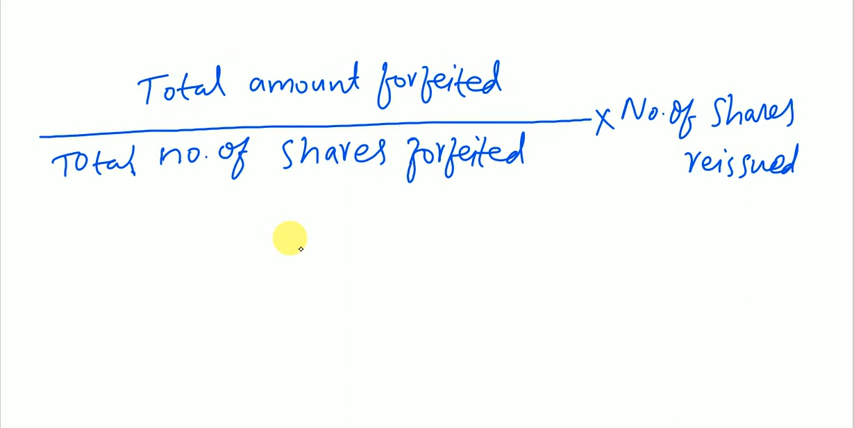 Total amount forfeited
Total no. of shares forfeited
x No. of shares
reissued